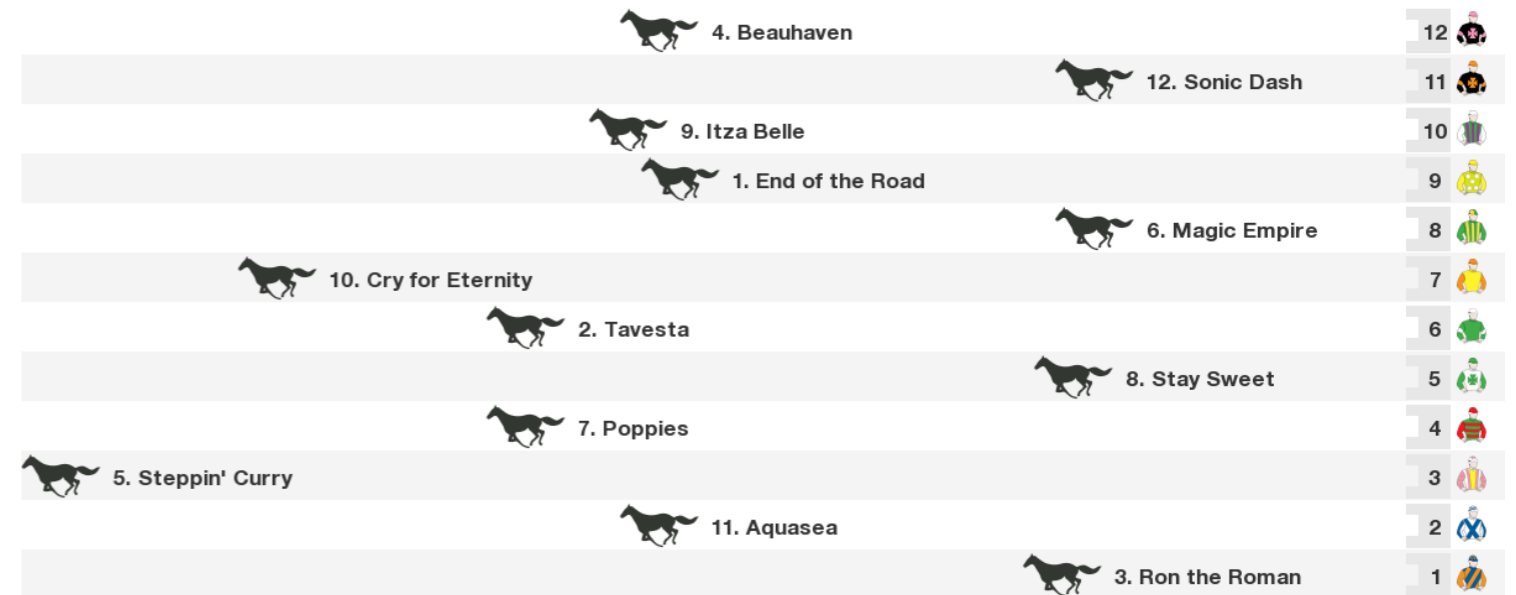 4. Beauhaven 12
12. Sonic Dash 11
9. Itza Belle 10
1. End of the Road 9
6. Magic Empire 8
10. Cry for Eternity 7
2. Tavesta 6
8. Stay Sweet 5
7. Poppies 4
5. Steppin' Curry 3
11. Aquasea 2
3. Ron the Roman 1